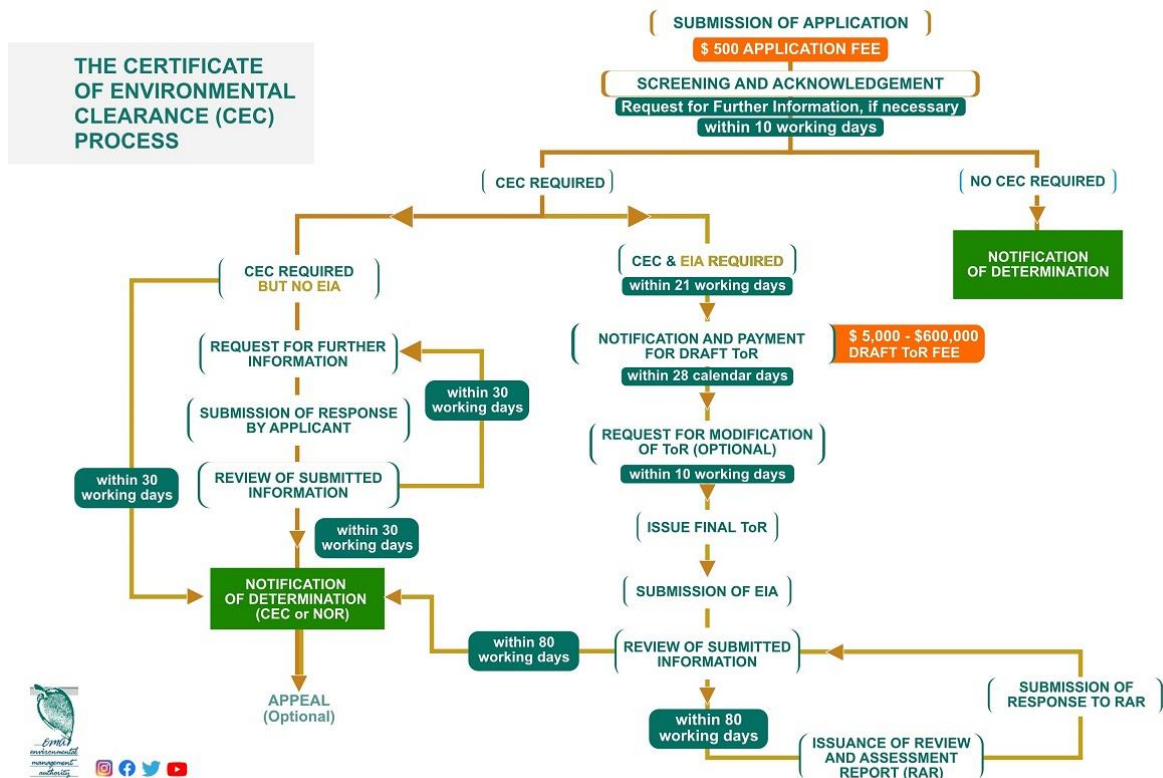 THE CERTIFICATE
OF ENVIRONMENTAL
CLEARANCE (CEC)
PROCESS
SUBMISSION OF APPLICATION
$ 500 APPLICATION FEE
SCREENING AND ACKNOWLEDGEMENT
Request for Further Information, if necessary
within 10 working days
CEC REQUIRED
NO CEC REQUIRED
NOTIFICATION
OF DETERMINATION
CEC REQUIRED
BUT NO EIA
REQUEST FOR FURTHER
INFORMATION
within 30
working days
SUBMISSION OF RESPONSE
BY APPLICANT
within 30
working days
REVIEW OF SUBMITTED
INFORMATION
within 30
working days
NOTIFICATION
OF DETERMINATION
(CEC or NOR)
APPEAL
(Optional)
CEC & EIA REQUIRED
within 21 working days
NOTIFICATION AND PAYMENT
FOR DRAFT ToR
$ 5,000 - $600,000
DRAFT ToR FEE
within 28 calendar days
REQUEST FOR MODIFICATION
OF ToR (OPTIONAL)
within 10 working days
ISSUE FINAL ToR
SUBMISSION OF EIA
within 80
working days
REVIEW OF SUBMITTED
INFORMATION
within 80
working days
ISSUANCE OF REVIEW
AND ASSESSMENT
REPORT (RAR)
SUBMISSION OF
RESPONSE TO RAR
EMA
environmental
management
authority